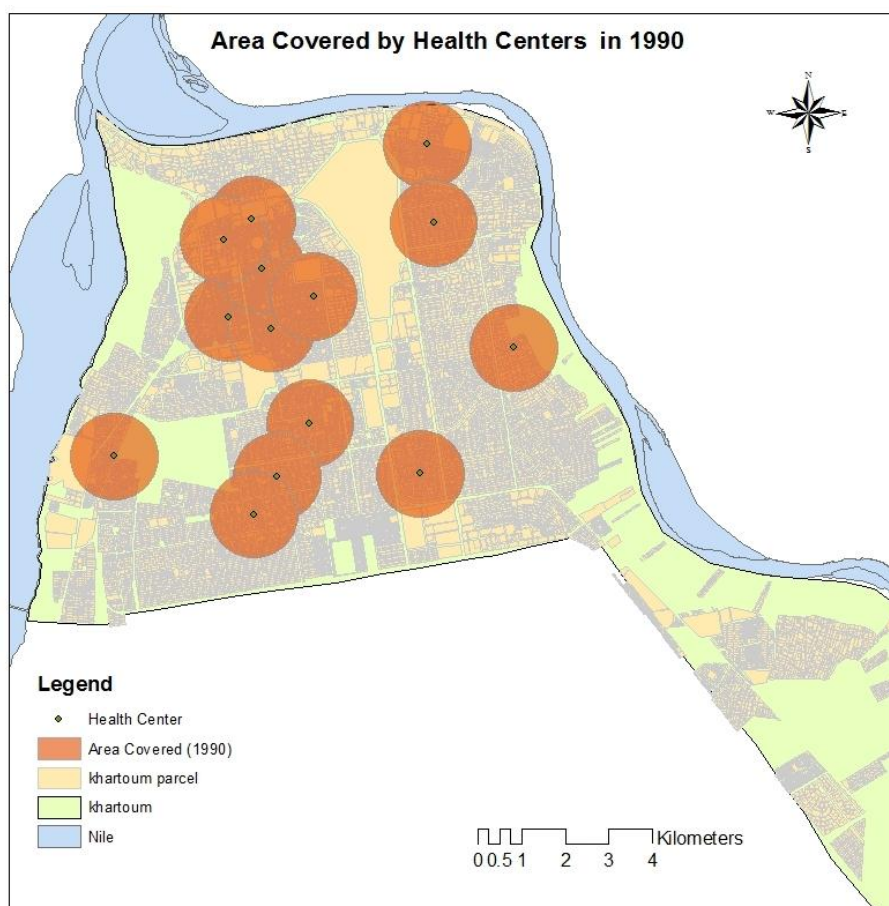 Area Covered by Health Centers in 1990
N
W E
S
Legend
Health Center
Area Covered (1990)
khartoum parcel
khartoum
Nile
Kilometers
0 0.5 1 2 3 4